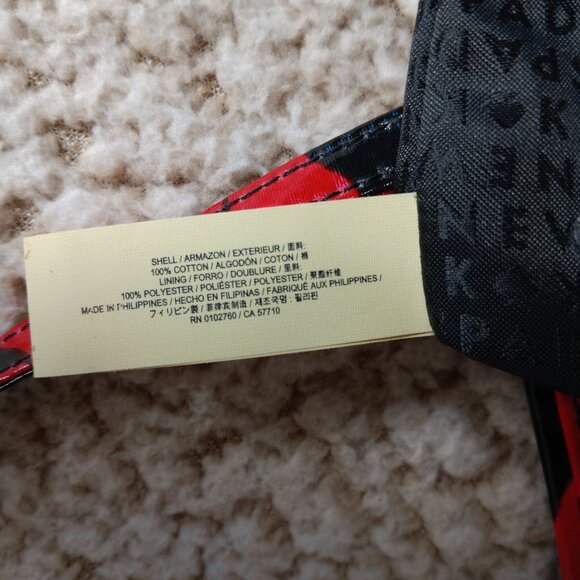 SHELL / ARMAZON / EXTERIEUR / 面料:
100% COTTON / ALGODÓN / COTON / 棉
LINING / FORRO / DOUBLURE / 里料:
100% POLYESTER / POLIÉSTER / POLYESTER / 聚酯纤维
MADE IN PHILIPPINES / HECHO EN FILIPINAS / FABRIQUÉ AUX PHILIPPINES /
フィリピン製 / 菲律宾制造 / 제조국명 : 필리핀
RN 0102760 / CA 57710